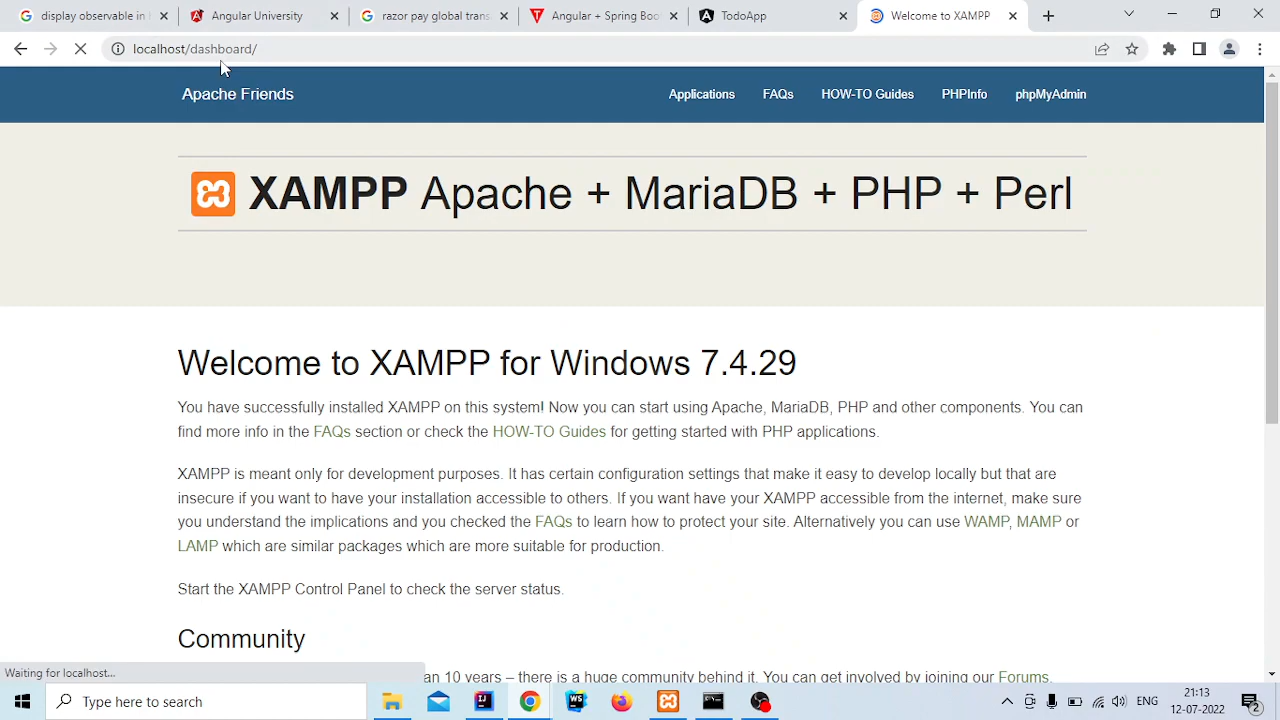 display observable in
Angular University
razor pay global trans
Angular + Spring Boo
TodoApp
Welcome to XAMPP
localhost/dashboard/
Apache Friends
Applications
FAQs
HOW-TO Guides
PHPInfo
phpMyAdmin
XAMPP Apache + MariaDB + PHP + Perl
Welcome to XAMPP for Windows 7.4.29
You have successfully installed XAMPP on this system! Now you can start using Apache, MariaDB, PHP and other components. You can
find more info in the FAQs section or check the HOW-TO Guides for getting started with PHP applications.
XAMPP is meant only for development purposes. It has certain configuration settings that make it easy to develop locally but that are
insecure if you want to have your installation accessible to others. If you want have your XAMPP accessible from the internet, make sure
you understand the implications and you checked the FAQs to learn how to protect your site. Alternatively you can use WAMP, MAMP or
LAMP which are similar packages which are more suitable for production.
Start the XAMPP Control Panel to check the server status.
Community
Waiting for localhost...
an 10 years – there is a huge community behind it. You can get involved by joining our Forums,
Type here to search
WS
ENG
21:13
12-07-2022
2